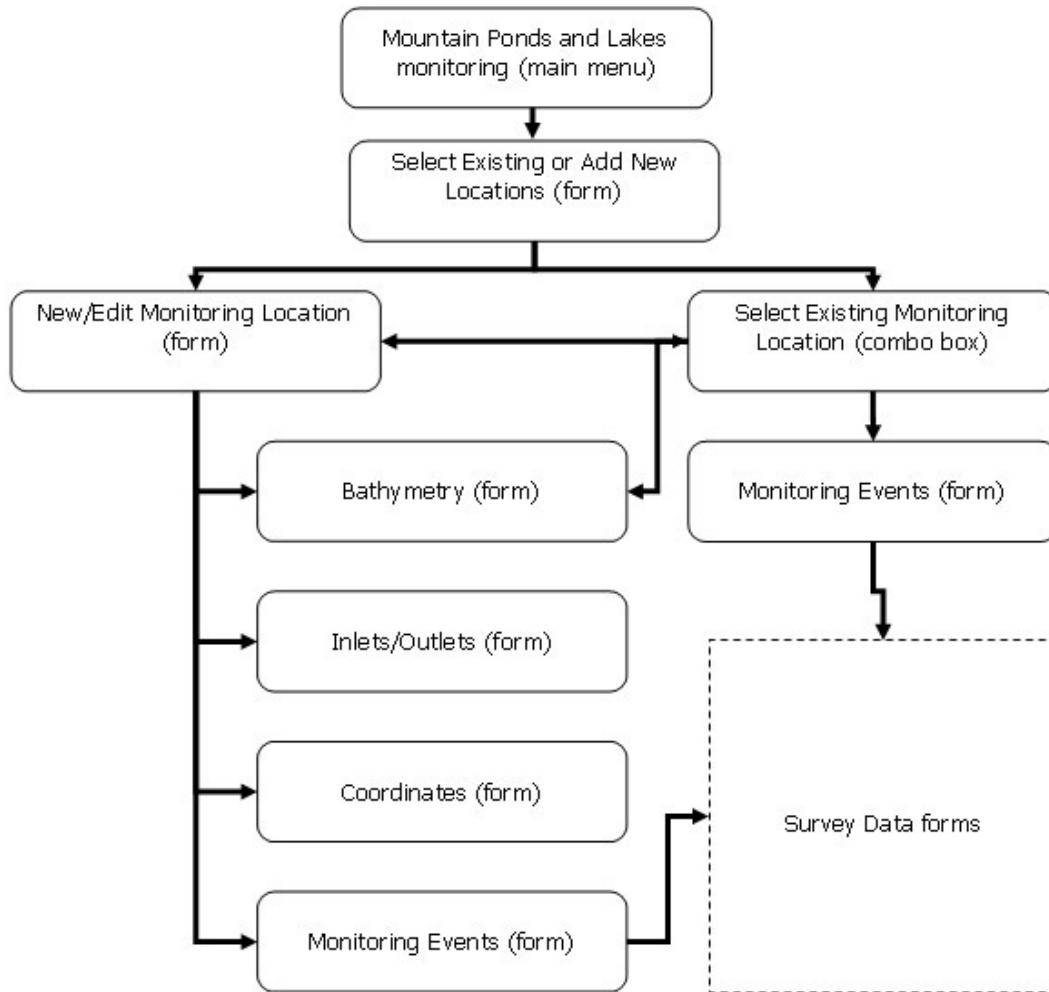 Mountain Ponds and Lakes
monitoring (main menu)
Select Existing or Add New
Locations (form)
New/Edit Monitoring Location
(form)
Select Existing Monitoring
Location (combo box)
Bathymetry (form)
Monitoring Events (form)
Inlets/Outlets (form)
Coordinates (form)
Survey Data forms
Monitoring Events (form)